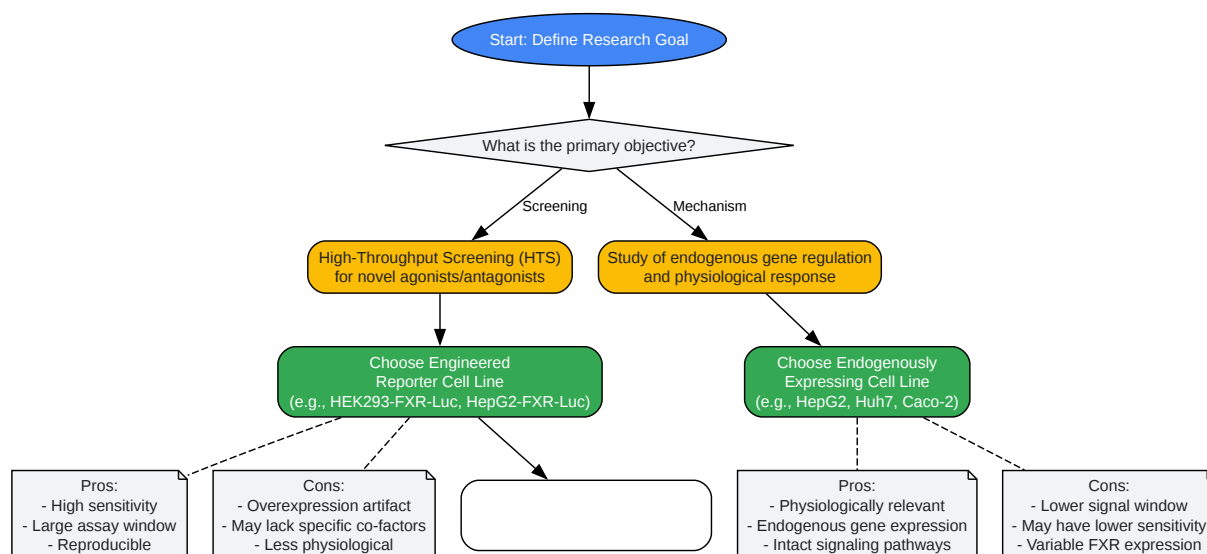 Start: Define Research Goal
What is the primary objective?
Screening
Mechanism
High-Throughput Screening (HTS)
for novel agonists/antagonists
Study of endogenous gene regulation
and physiological response
Choose Engineered
Reporter Cell Line
(e.g., HEK293-FXR-Luc, HepG2-FXR-Luc)
Choose Endogenously
Expressing Cell Line
(e.g., HepG2, Huh7, Caco-2)
Pros:
- High sensitivity
- Large assay window
- Reproducible
Cons:
- Overexpression artifact
- May lack specific co-factors
- Less physiological
Pros:
- Physiologically relevant
- Endogenous gene expression
- Intact signaling pathways
Cons:
- Lower signal window
- May have lower sensitivity
- Variable FXR expression